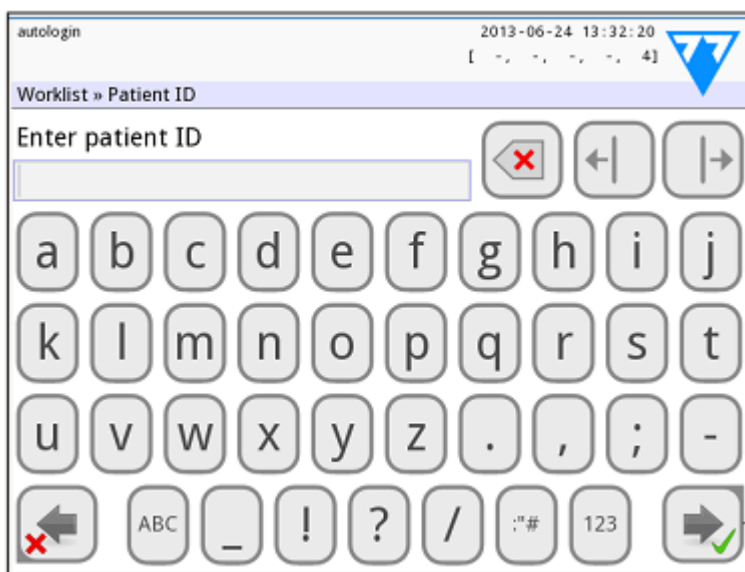 autologin
2013-06-24 13:32:20
[ -, -, -, -, 4]
Worklist » Patient ID
Enter patient ID
a b c d e f g h i j
k l m n o p q r s t
u v w x y z . , ; -
ABC _ ! ? / :"# 123